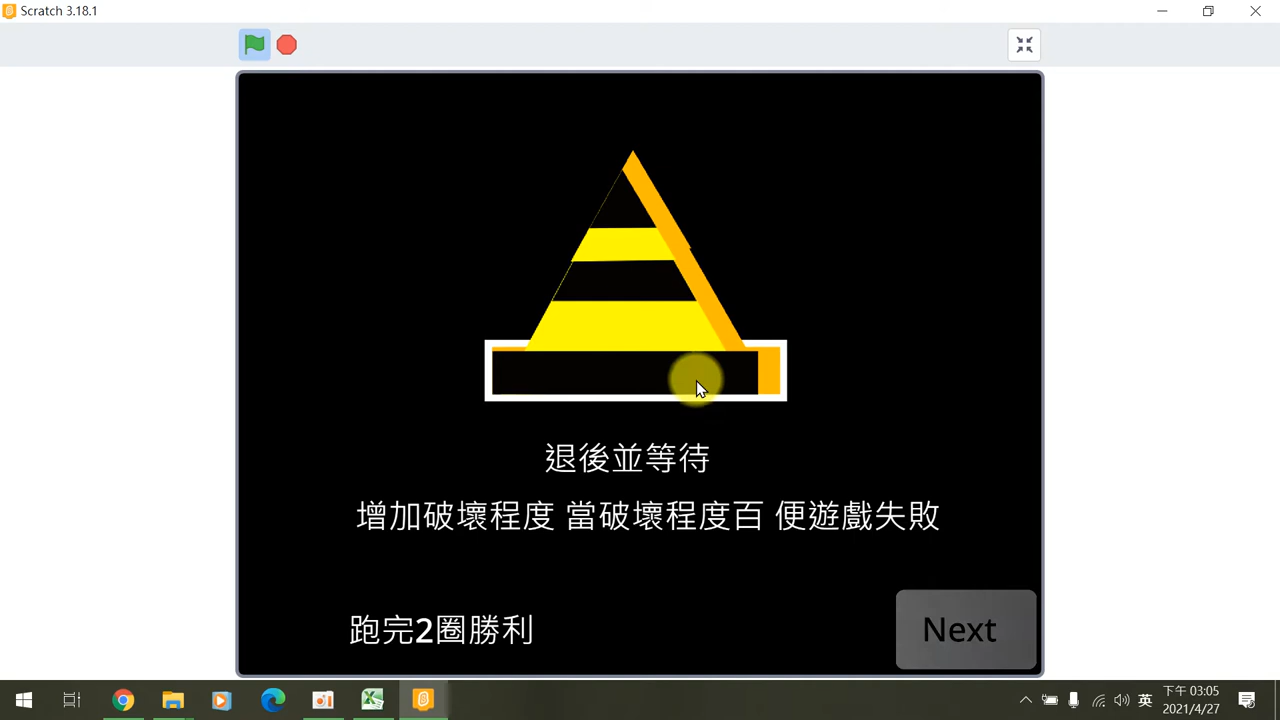 Scratch 3.18.1
退後並等待
增加破壞程度 當破壞程度百 便遊戲失敗
跑完2圈勝利
Next
英
下午 03:05
2021/4/27